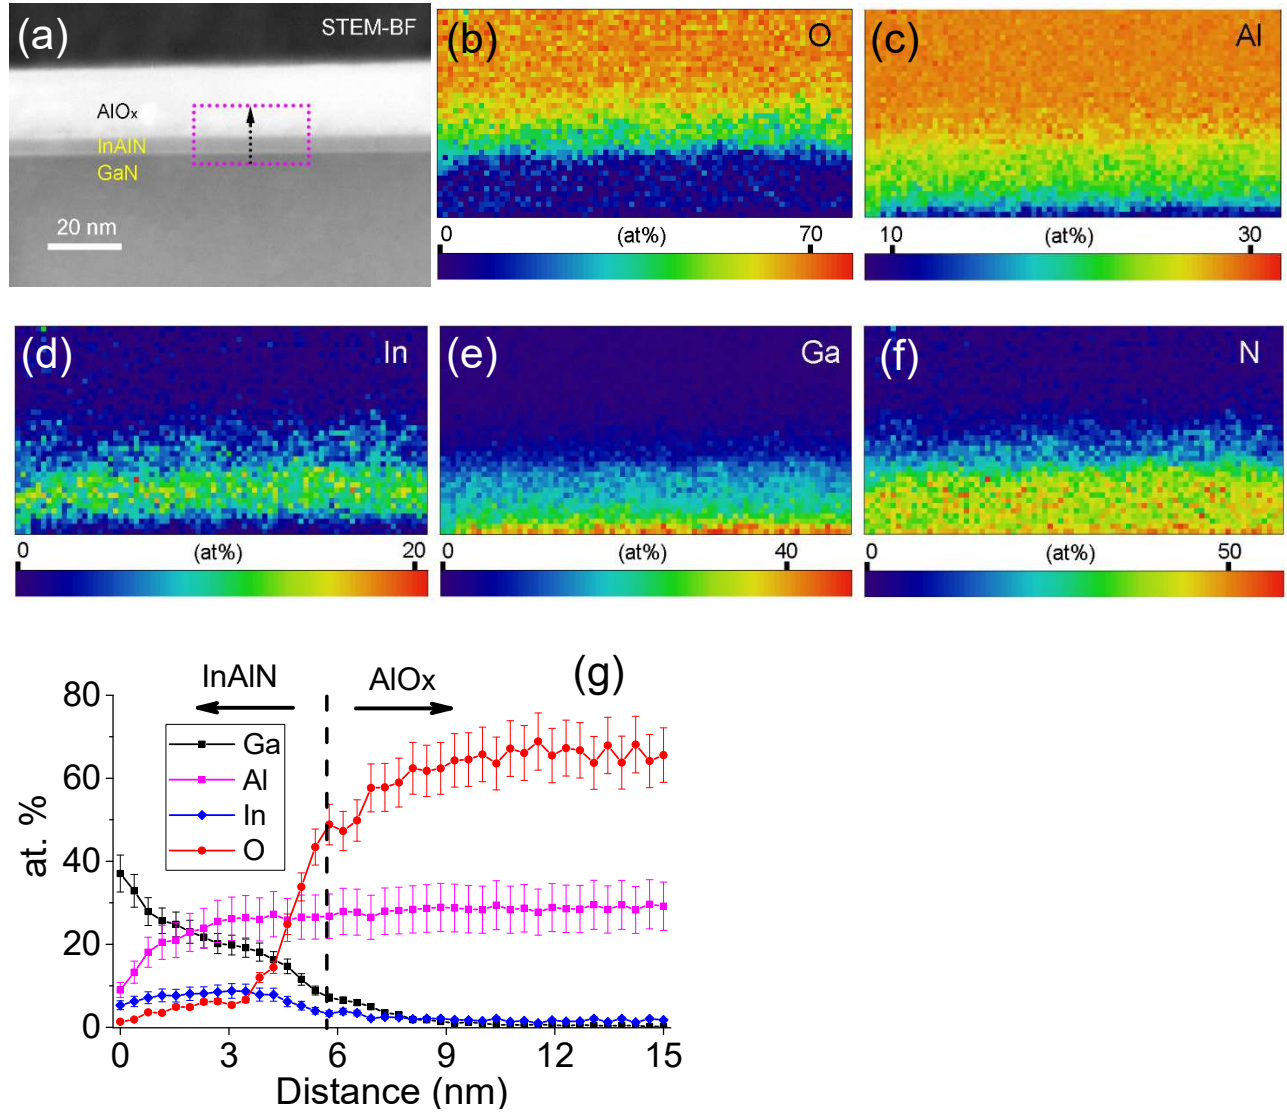 (a)
STEM-BF
AlOx
InAlN
GaN
20 nm
(b)
O
0
(at%)
70
(c)
Al
10
(at%)
30
(d)
In
0
(at%)
20
(e)
Ga
0
(at%)
40
(f)
N
0
(at%)
50
(g)
InAlN
AlOx
Ga
Al
In
O
at. %
80
60
40
20
0
0 3 6 9 12 15
Distance (nm)